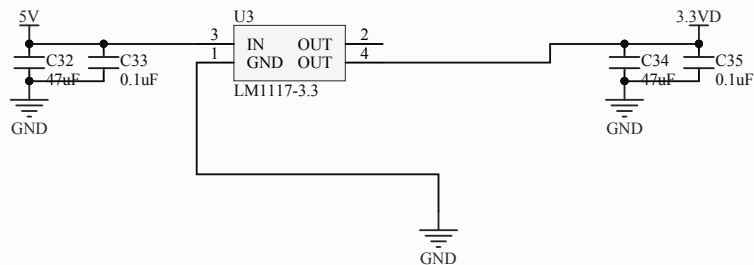 5V
U3
3.3VD
3 IN OUT 2
1 GND OUT 4
LM1117-3.3
C32
47uF
C33
0.1uF
C34
47uF
C35
0.1uF
GND
GND
GND